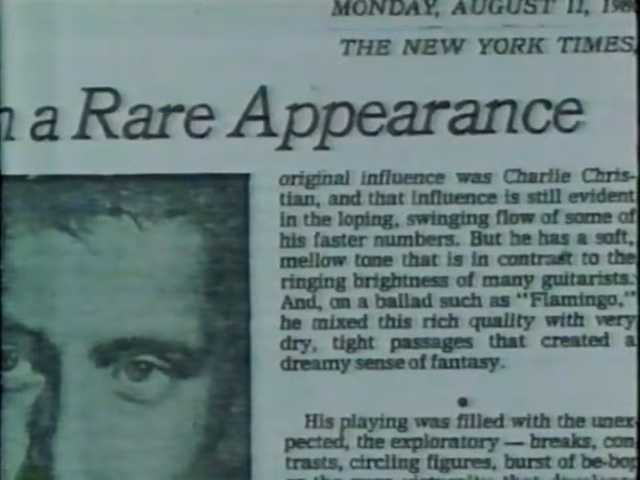 MONDAY, AUGUST 11, 198
THE NEW YORK TIMES,
n a Rare Appearance
original influence was Charlie Chris-
tian, and that influence is still evident
in the loping, swinging flow of some of
his faster numbers. But he has a soft,
mellow tone that is in contrast to the
ringing brightness of many guitarists.
And, on a ballad such as "Flamingo,"
he mixed this rich quality with very
dry, tight passages that created a
dreamy sense of fantasy.
His playing was filled with the unex-
pected, the exploratory — breaks, con-
trasts, circling figures, burst of be-bop